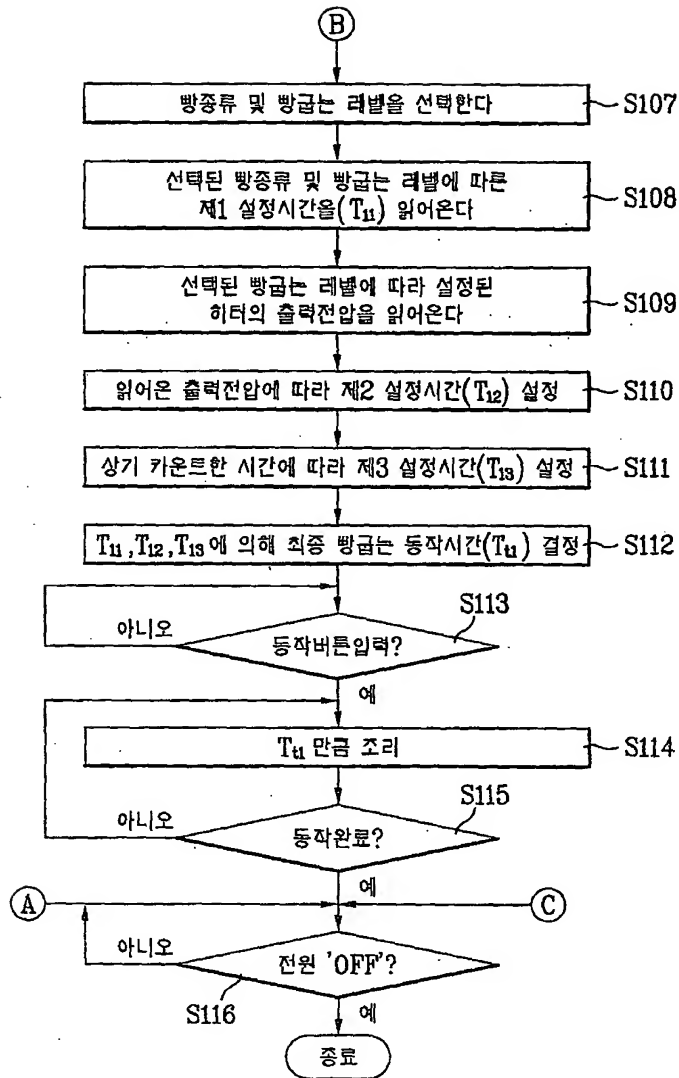 B
빵종류 및 빵굽는 레벨을 선택한다
S107
선택된 빵종류 및 빵굽는 레벨에 따른
제1 설정시간을(T11) 읽어온다
S108
선택된 빵굽는 레벨에 따라 설정된
히터의 출력전압을 읽어온다
S109
읽어온 출력전압에 따라 제2 설정시간(T12) 설정
S110
상기 카운트한 시간에 따라 제3 설정시간(T13) 설정
S111
T11,T12,T13에 의해 최종 빵굽는 동작시간(Tt1) 결정
S112
S113
아니오
동작버튼입력?
예
Tt1 만큼 조리
S114
S115
아니오
동작완료?
예
A
C
아니오
전원 'OFF'?
S116
예
종료